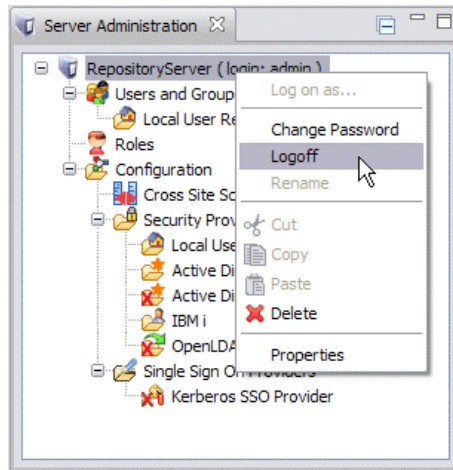 Server Administration
RepositoryServer ( login: admin )
Users and Group
Local User Re
Roles
Configuration
Cross Site Sc
Security Prov
Local Use
Active Di
Active Di
IBM i
OpenLDA
Single Sign On Providers
Kerberos SSO Provider
Log on as...
Change Password
Logoff
Rename
Cut
Copy
Paste
Delete
Properties